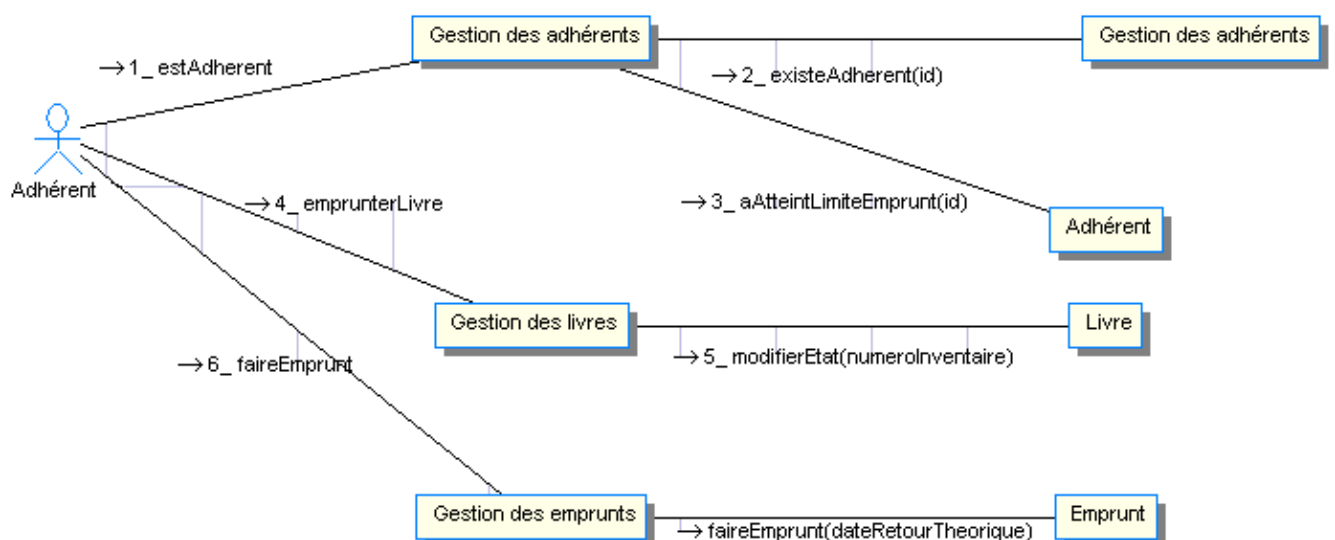 Gestion des adhérents
Gestion des adhérents
→1_ estAdherent
→2_ existeAdherent(id)
Adhérent
→4_ emprunterLivre
→3_ aAtteintLimiteEmprunt(id)
Adhérent
Gestion des livres
Livre
→6_ faireEmprunt
→5_ modifierEtat(numeroInventaire)
Gestion des emprunts
Emprunt
→faireEmprunt(dateRetourTheorique)